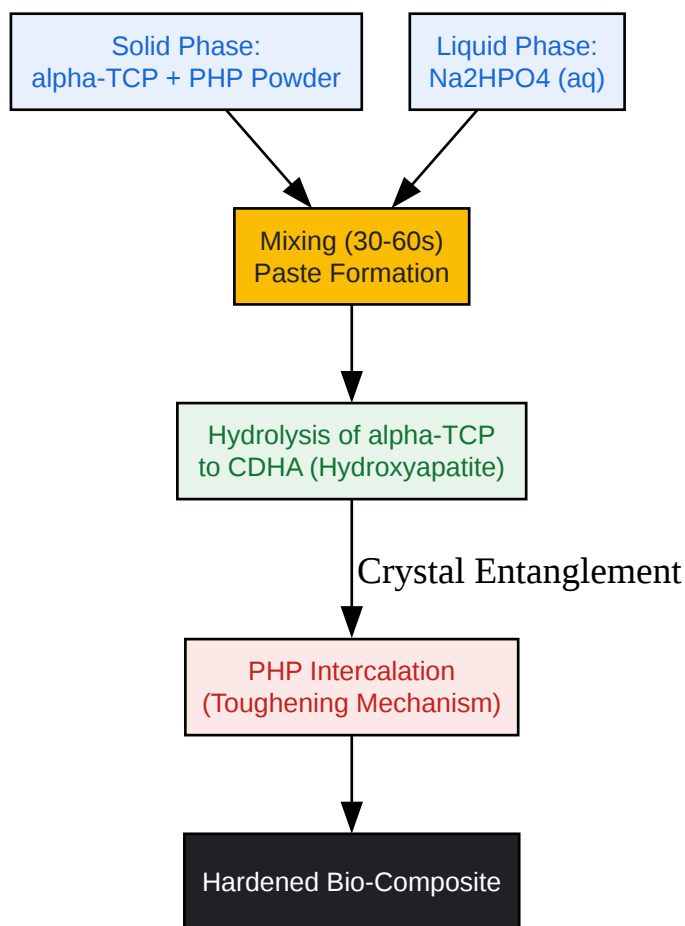 Solid Phase:
alpha-TCP + PHP Powder
Liquid Phase:
Na2HPO4 (aq)
Mixing (30-60s)
Paste Formation
Hydrolysis of alpha-TCP
to CDHA (Hydroxyapatite)
Crystal Entanglement
PHP Intercalation
(Toughening Mechanism)
Hardened Bio-Composite